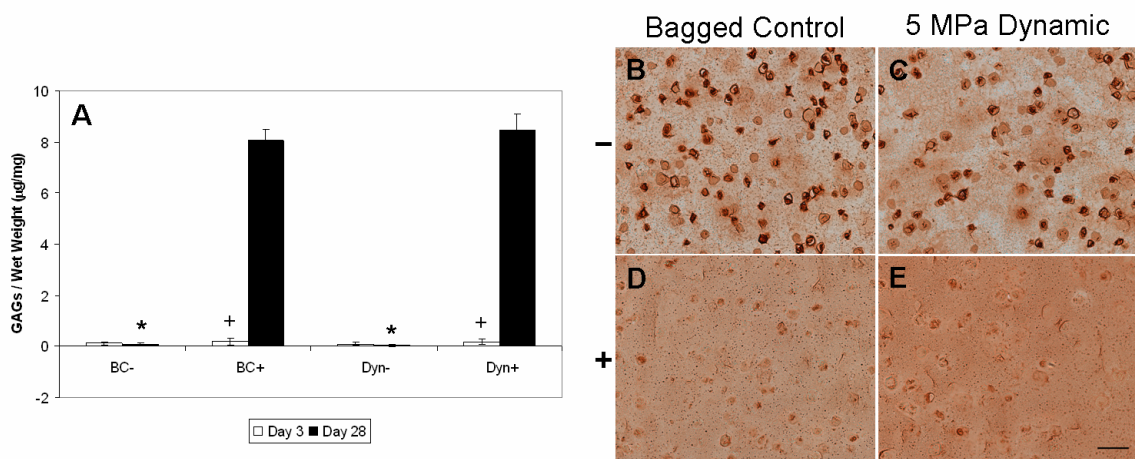 Bagged Control
5 MPa Dynamic
A
GAGs / Wet Weight (µg/mg)
10
8
6
4
2
0
-2
*
+
*
+
BC-
BC+
Dyn-
Dyn+
Day 3
Day 28
B
C
−
D
E
+